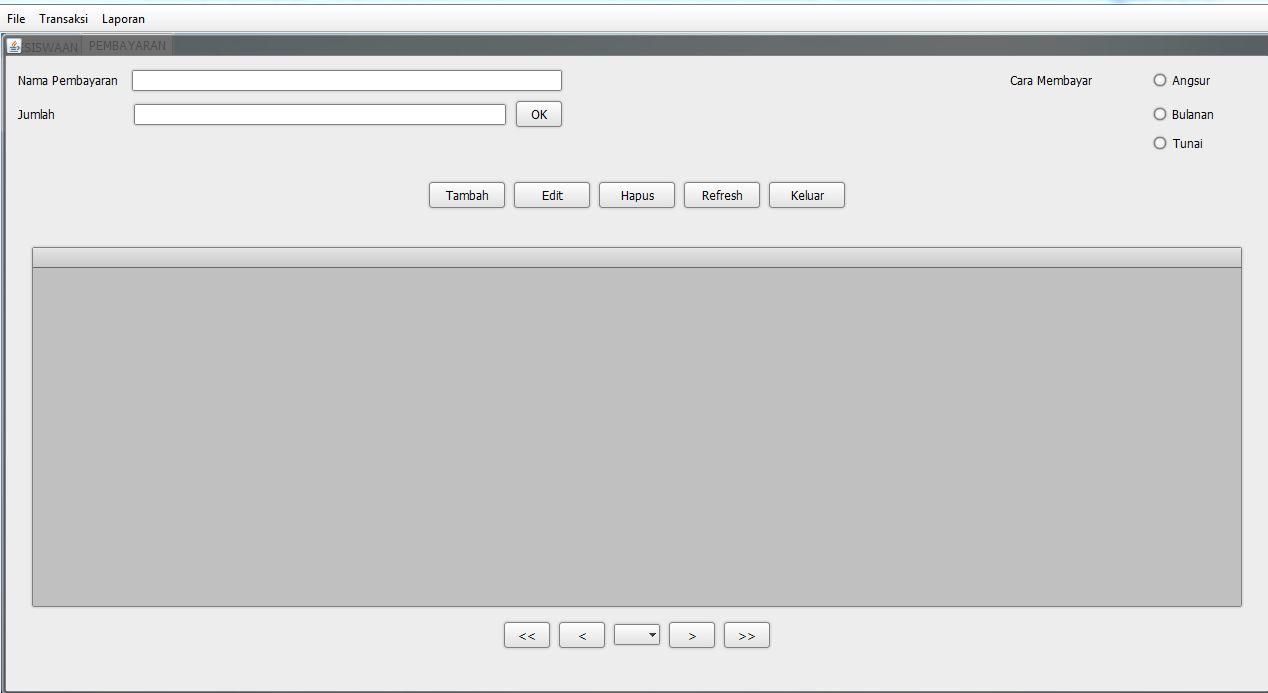 File Transaksi Laporan
SISWAAN PEMBAYARAN
Nama Pembayaran Cara Membayar Angsur
Jumlah OK Bulanan
Tunai
Tambah Edit Hapus Refresh Keluar
<< < > >>